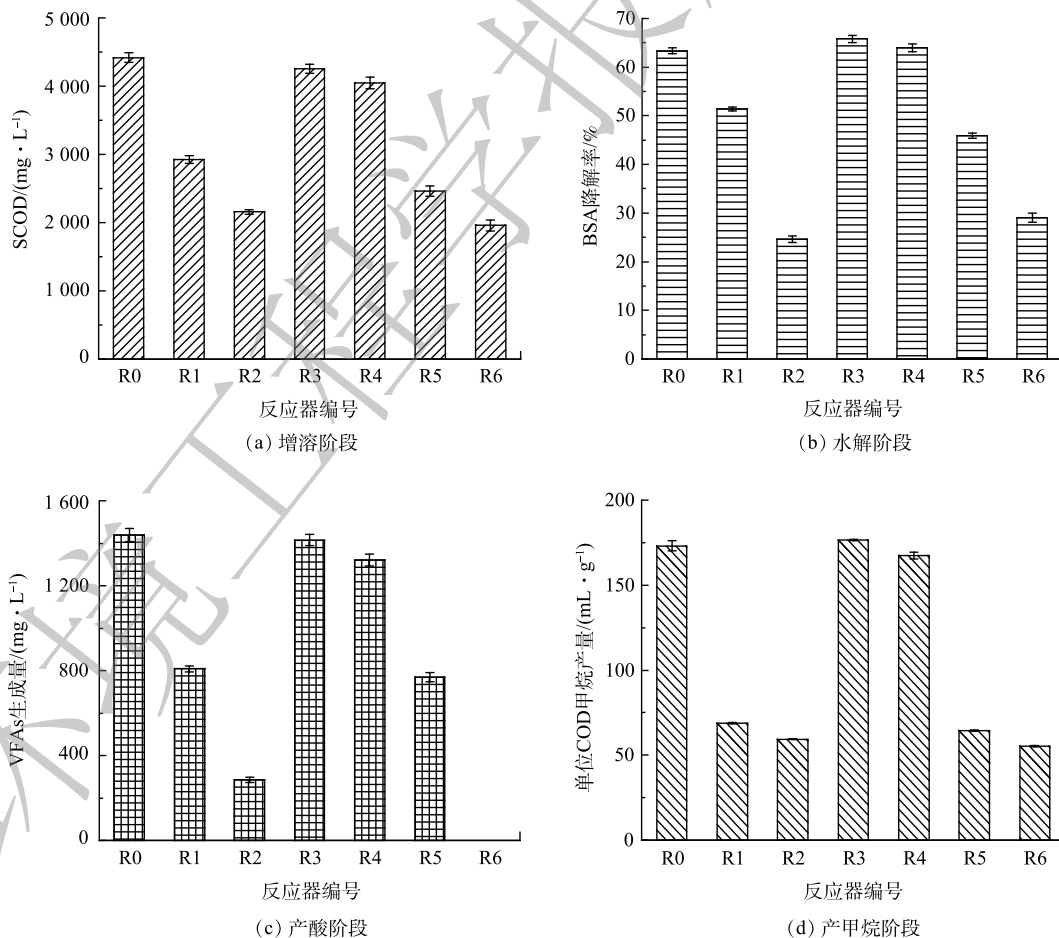 5 000
4 000
3 000
2 000
1 000
0
SCOD/(mg·L⁻¹)
R0 R1 R2 R3 R4 R5 R6
反应器编号
(a) 增溶阶段
70
60
50
40
30
20
10
0
BSA降解率/%
R0 R1 R2 R3 R4 R5 R6
反应器编号
(b) 水解阶段
1 600
1 200
800
400
0
VFAs生成量/(mg·L⁻¹)
R0 R1 R2 R3 R4 R5 R6
反应器编号
(c) 产酸阶段
200
150
100
50
0
单位COD甲烷产量/(mL·g⁻¹)
R0 R1 R2 R3 R4 R5 R6
反应器编号
(d) 产甲烷阶段
环境工程学报